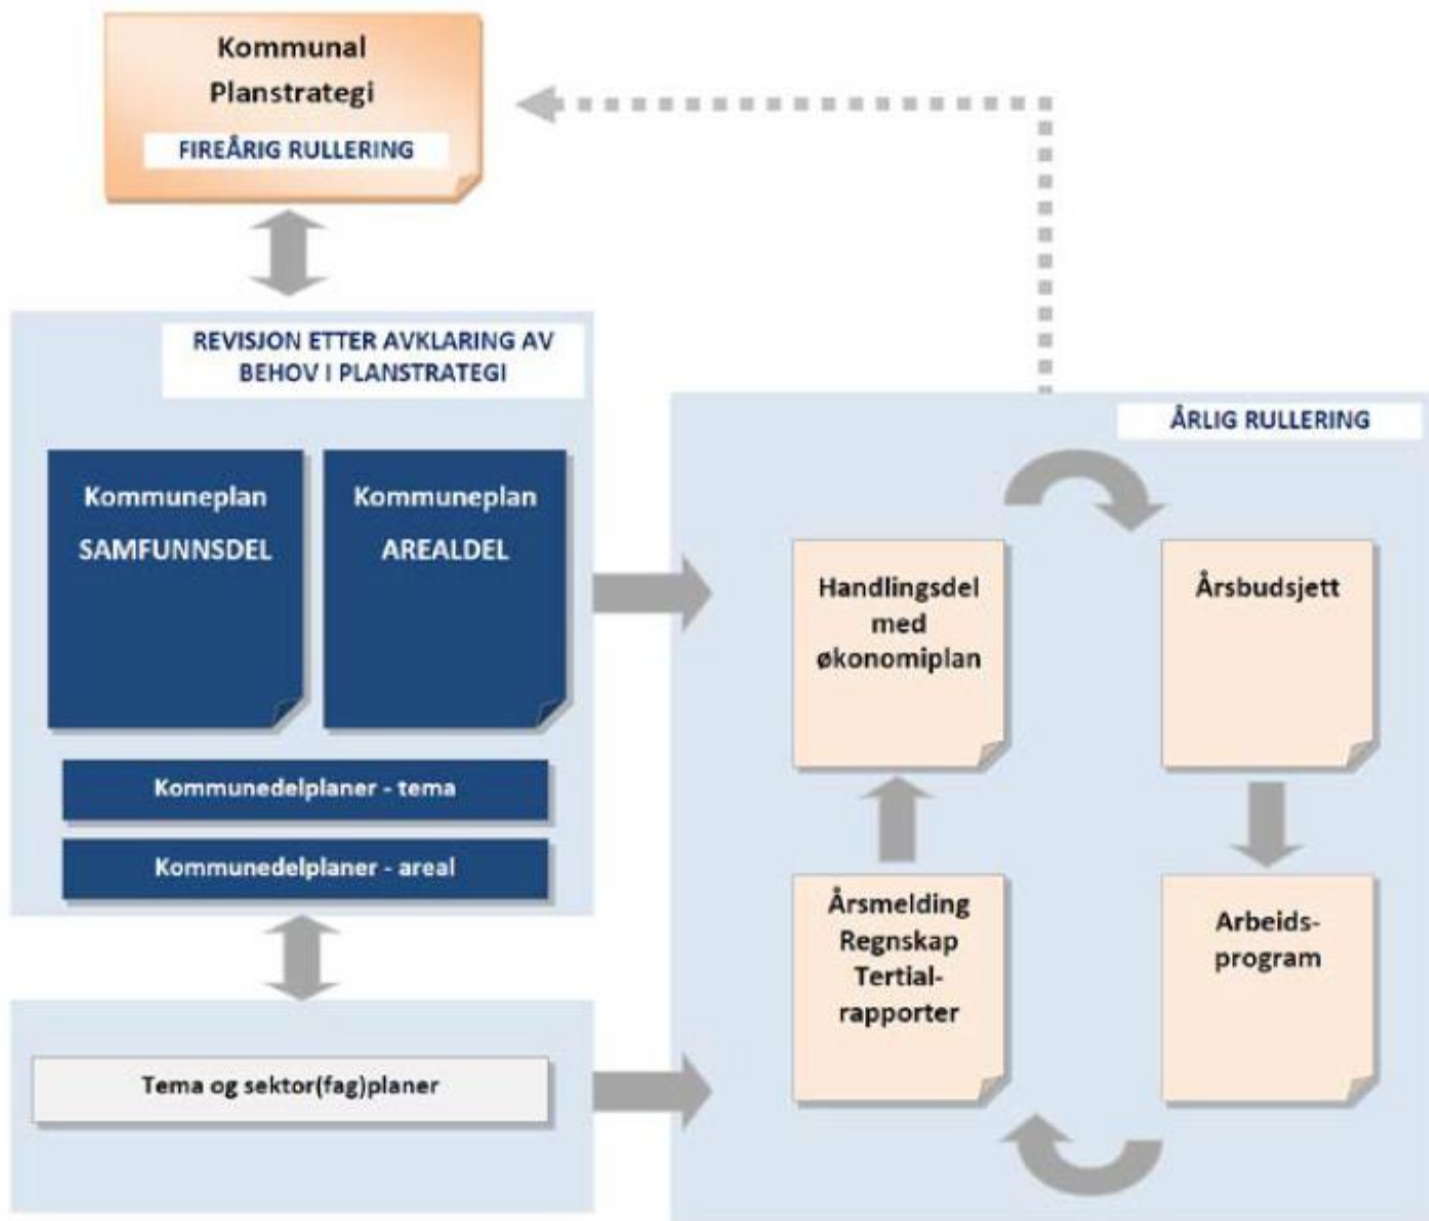 Kommunal
Planstrategi
FIREÅRIG RULLERING
REVISJON ETTER AVKLARING AV
BEHOV I PLANSTRATEGI
Kommuneplan
SAMFUNNSDEL
Kommuneplan
AREALDEL
Kommunedelplaner - tema
Kommunedelplaner - areal
Tema og sektor(fag)planer
ÅRLIG RULLERING
Handlingsdel
med
økonomiplan
Årsbudsjett
Årsmelding
Regnskap
Tertial-
rapporter
Arbeids-
program